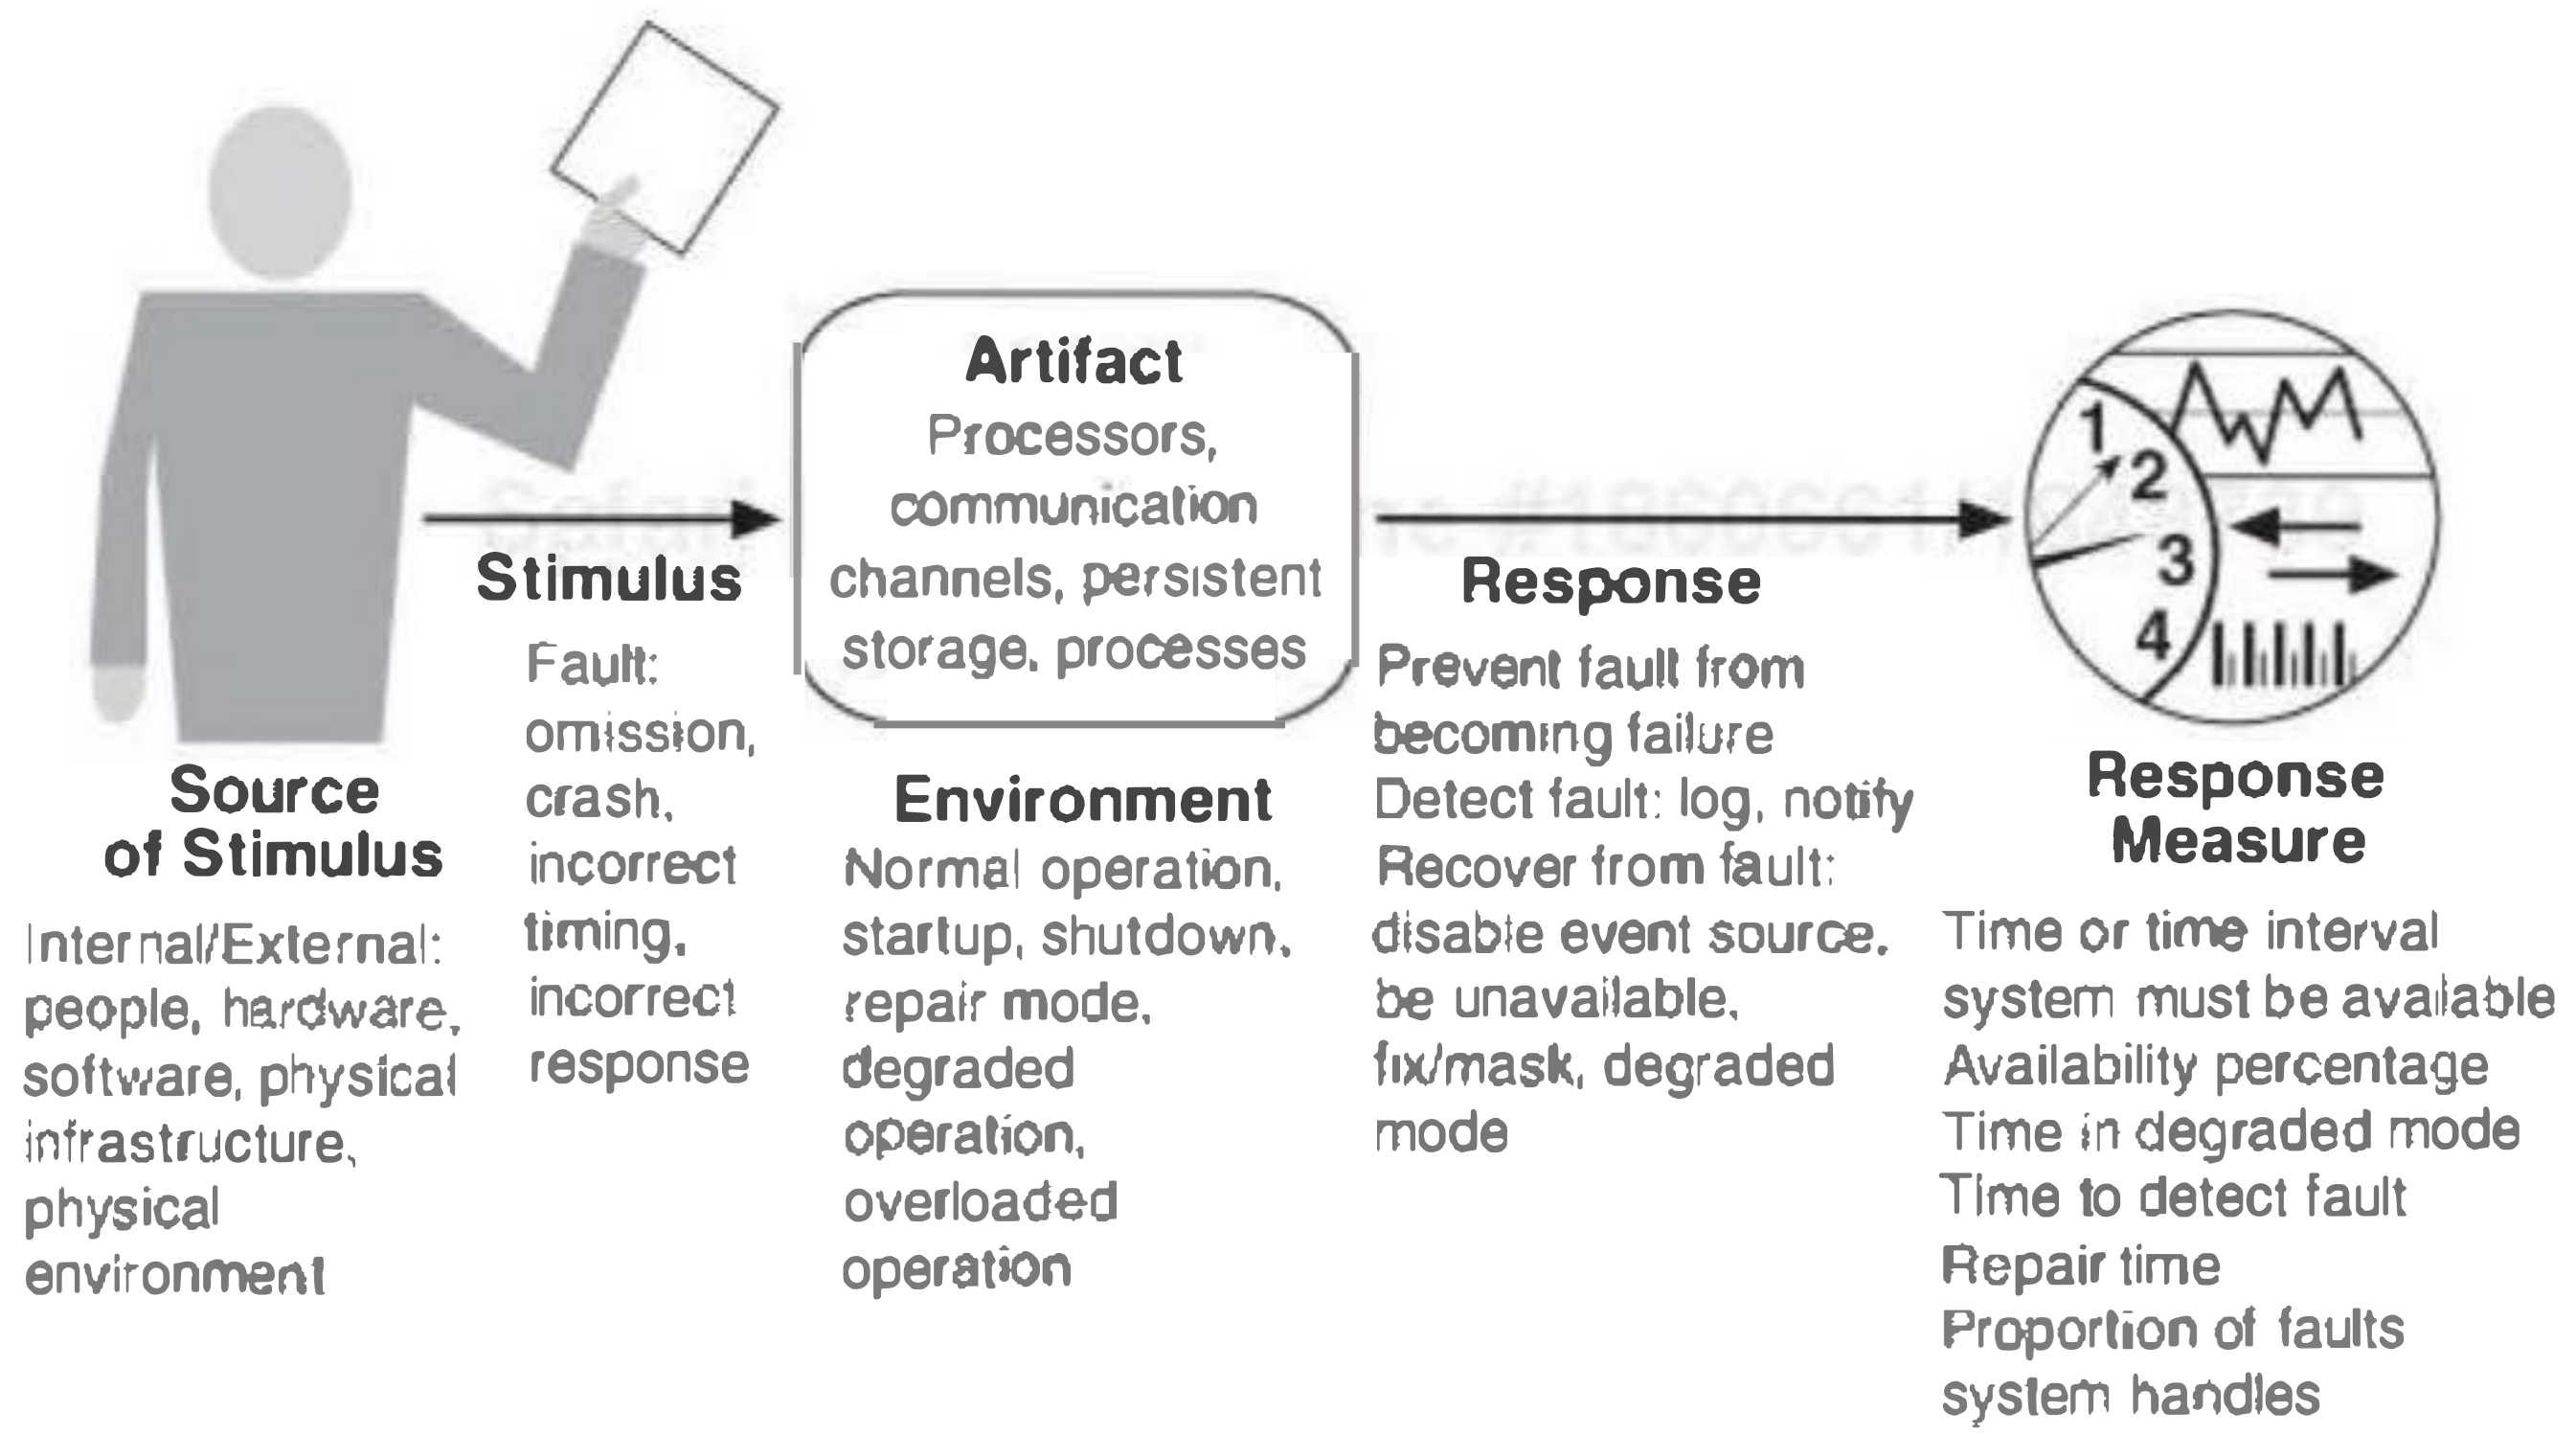 Artifact
Processors,
communication
channels, persistent
storage, processes
Stimulus
Fault:
omission,
crash,
incorrect
timing,
incorrect
response
Source
of Stimulus
Internal/External:
people, hardware,
software, physical
infrastructure,
physical
environment
Environment
Normal operation,
startup, shutdown,
repair mode,
degraded
operation,
overloaded
operation
Response
Prevent fault from
becoming failure
Detect fault: log, notify
Recover from fault:
disable event source,
be unavailable,
fix/mask, degraded
mode
1
2
3
4
Response
Measure
Time or time interval
system must be available
Availability percentage
Time in degraded mode
Time to detect fault
Repair time
Proportion of faults
system handles